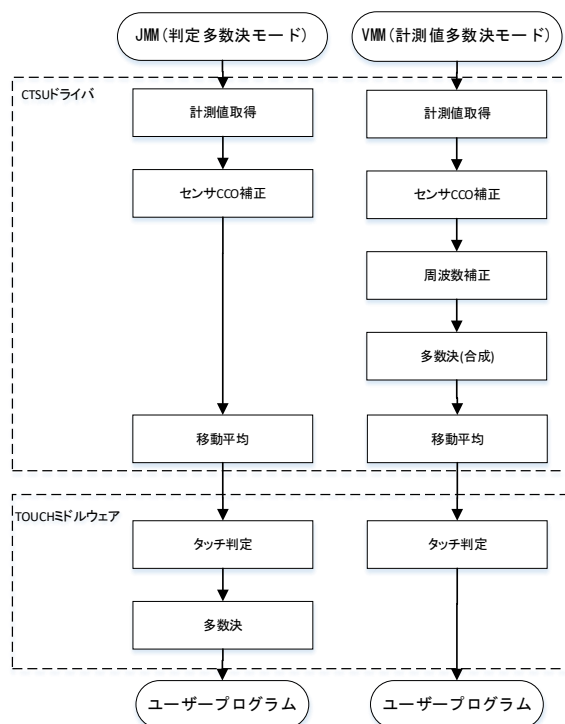 JMM(判定多数決モード)
VMM(計測値多数決モード)
CTSUドライバ
計測値取得
計測値取得
センサCCO補正
センサCCO補正
周波数補正
多数決(合成)
移動平均
移動平均
TOUCHミドルウェア
タッチ判定
タッチ判定
多数決
ユーザープログラム
ユーザープログラム